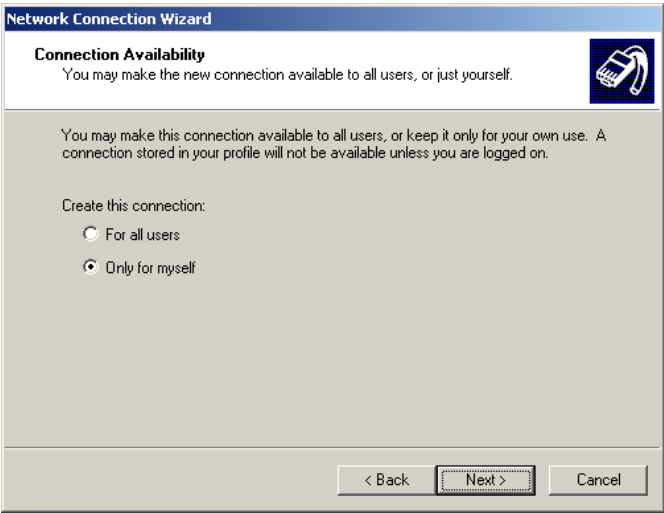 Network Connection Wizard
Connection Availability
You may make the new connection available to all users, or just yourself.
You may make this connection available to all users, or keep it only for your own use.  A
connection stored in your profile will not be available unless you are logged on.
Create this connection:
For all users
Only for myself
< Back
Next >
Cancel